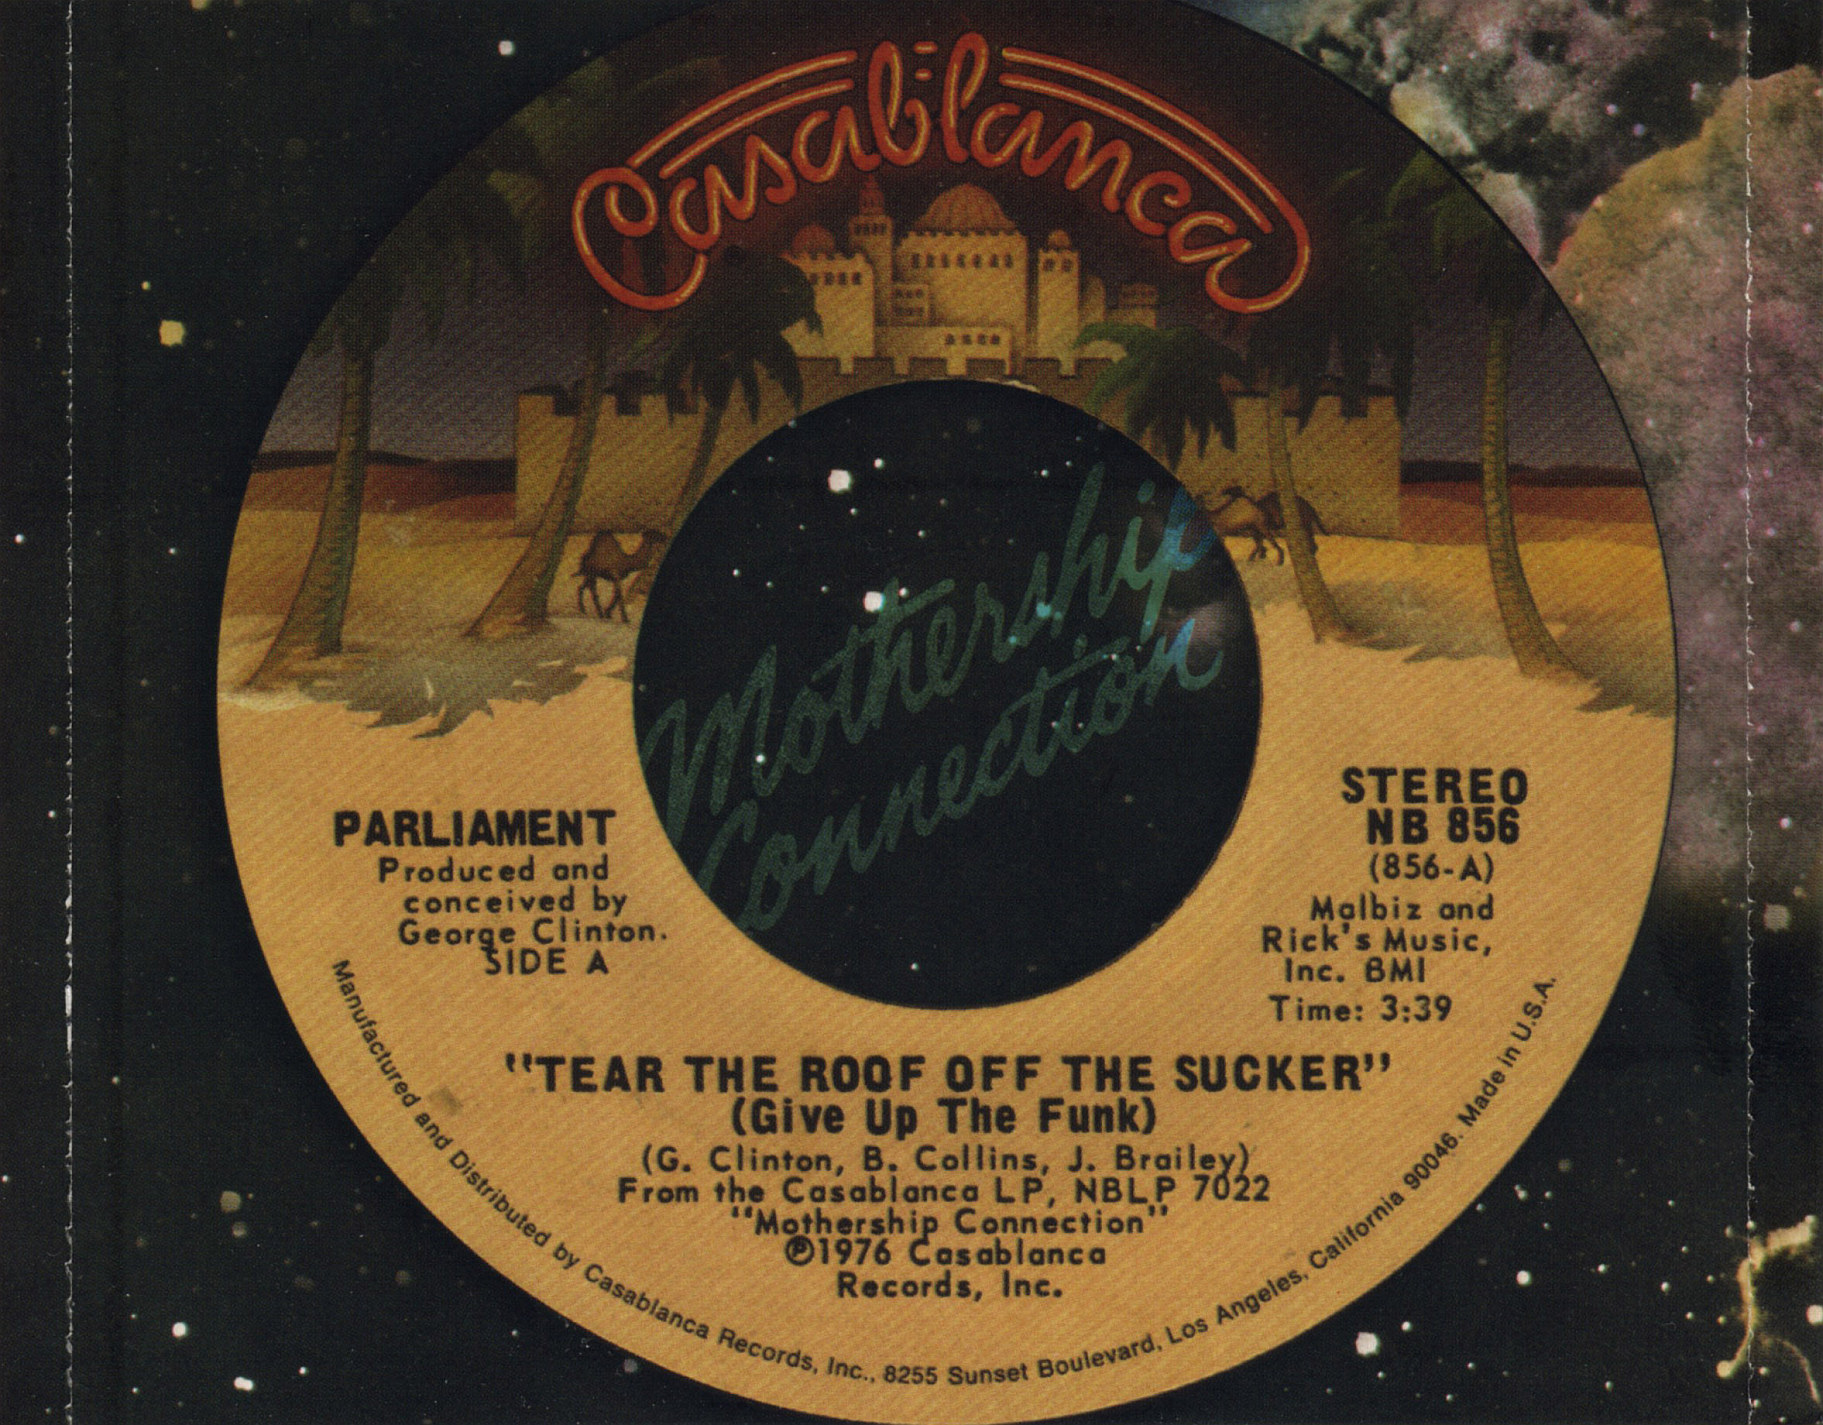 Casablanca
Mothership
Connection
PARLIAMENT
Produced and
conceived by
George Clinton.
SIDE A
STEREO
NB 856
(856-A)
Malbiz and
Rick's Music,
Inc. BMI
Time: 3:39
"TEAR THE ROOF OFF THE SUCKER"
(Give Up The Funk)
(G. Clinton, B. Collins, J. Brailey)
From the Casablanca LP, NBLP 7022
"Mothership Connection"
℗1976 Casablanca
Records, Inc.
Manufactured and Distributed by Casablanca Records, Inc., 8255 Sunset Boulevard, Los Angeles, California 90046. Made in U.S.A.